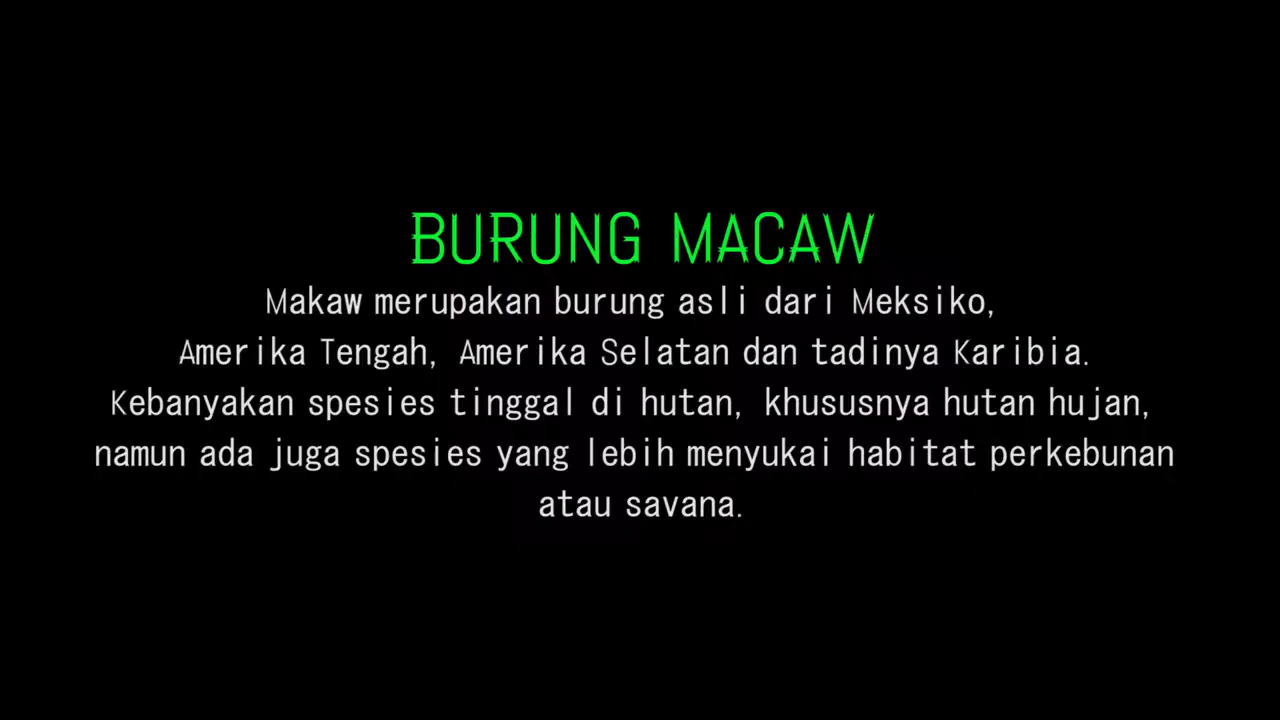 BURUNG MACAW
Makaw merupakan burung asli dari Meksiko,
Amerika Tengah, Amerika Selatan dan tadinya Karibia.
Kebanyakan spesies tinggal di hutan, khususnya hutan hujan,
namun ada juga spesies yang lebih menyukai habitat perkebunan
atau savana.